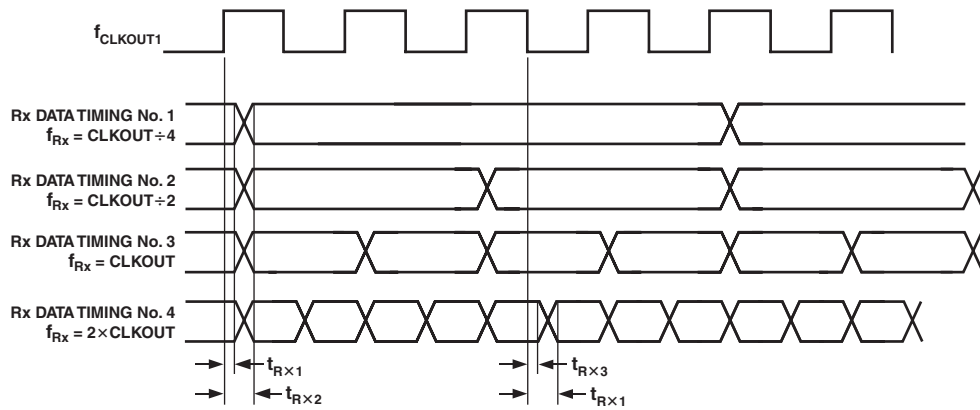 fCLKOUT1
Rx DATA TIMING No. 1
fRx = CLKOUT÷4
Rx DATA TIMING No. 2
fRx = CLKOUT÷2
Rx DATA TIMING No. 3
fRx = CLKOUT
Rx DATA TIMING No. 4
fRx = 2×CLKOUT
tR×1
tR×3
tR×2
tR×1